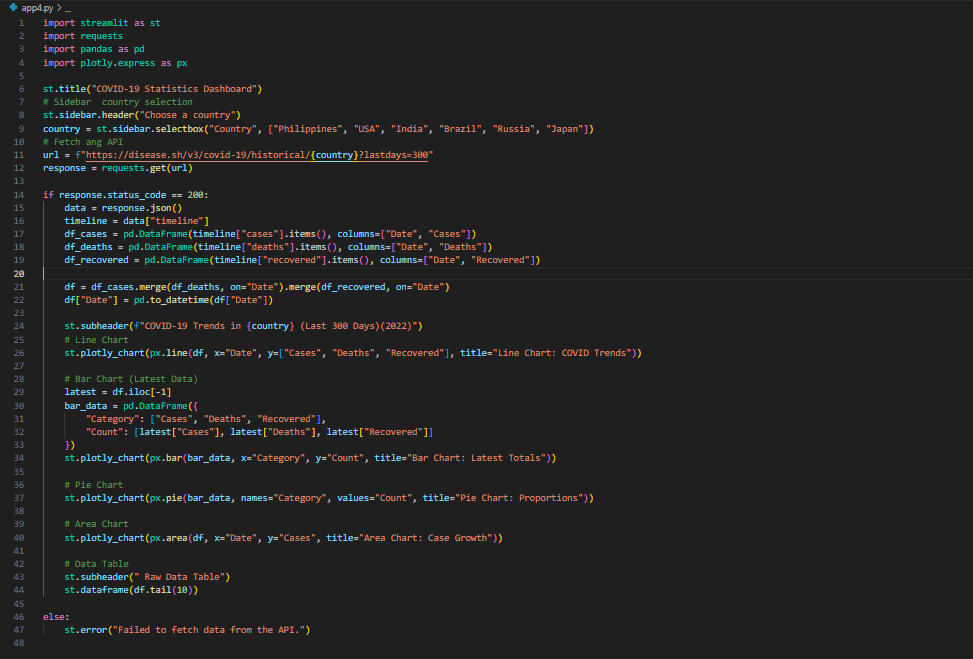 app4.py > ...
1 import streamlit as st
2 import requests
3 import pandas as pd
4 import plotly.express as px
5
6 st.title("COVID-19 Statistics Dashboard")
7 # Sidebar  country selection
8 st.sidebar.header("Choose a country")
9 country = st.sidebar.selectbox("Country", ["Philippines", "USA", "India", "Brazil", "Russia", "Japan"])
10 # Fetch ang API
11 url = f"https://disease.sh/v3/covid-19/historical/{country}?lastdays=300"
12 response = requests.get(url)
13
14 if response.status_code == 200:
15     data = response.json()
16     timeline = data["timeline"]
17     df_cases = pd.DataFrame(timeline["cases"].items(), columns=["Date", "Cases"])
18     df_deaths = pd.DataFrame(timeline["deaths"].items(), columns=["Date", "Deaths"])
19     df_recovered = pd.DataFrame(timeline["recovered"].items(), columns=["Date", "Recovered"])
20
21     df = df_cases.merge(df_deaths, on="Date").merge(df_recovered, on="Date")
22     df["Date"] = pd.to_datetime(df["Date"])
23
24     st.subheader(f"COVID-19 Trends in {country} (Last 300 Days)(2022)")
25     # Line Chart
26     st.plotly_chart(px.line(df, x="Date", y=["Cases", "Deaths", "Recovered"], title="Line Chart: COVID Trends"))
27
28     # Bar Chart (Latest Data)
29     latest = df.iloc[-1]
30     bar_data = pd.DataFrame({
31         "Category": ["Cases", "Deaths", "Recovered"],
32         "Count": [latest["Cases"], latest["Deaths"], latest["Recovered"]]
33     })
34     st.plotly_chart(px.bar(bar_data, x="Category", y="Count", title="Bar Chart: Latest Totals"))
35
36     # Pie Chart
37     st.plotly_chart(px.pie(bar_data, names="Category", values="Count", title="Pie Chart: Proportions"))
38
39     # Area Chart
40     st.plotly_chart(px.area(df, x="Date", y="Cases", title="Area Chart: Case Growth"))
41
42     # Data Table
43     st.subheader(" Raw Data Table")
44     st.dataframe(df.tail(10))
45
46 else:
47     st.error("Failed to fetch data from the API.")
48